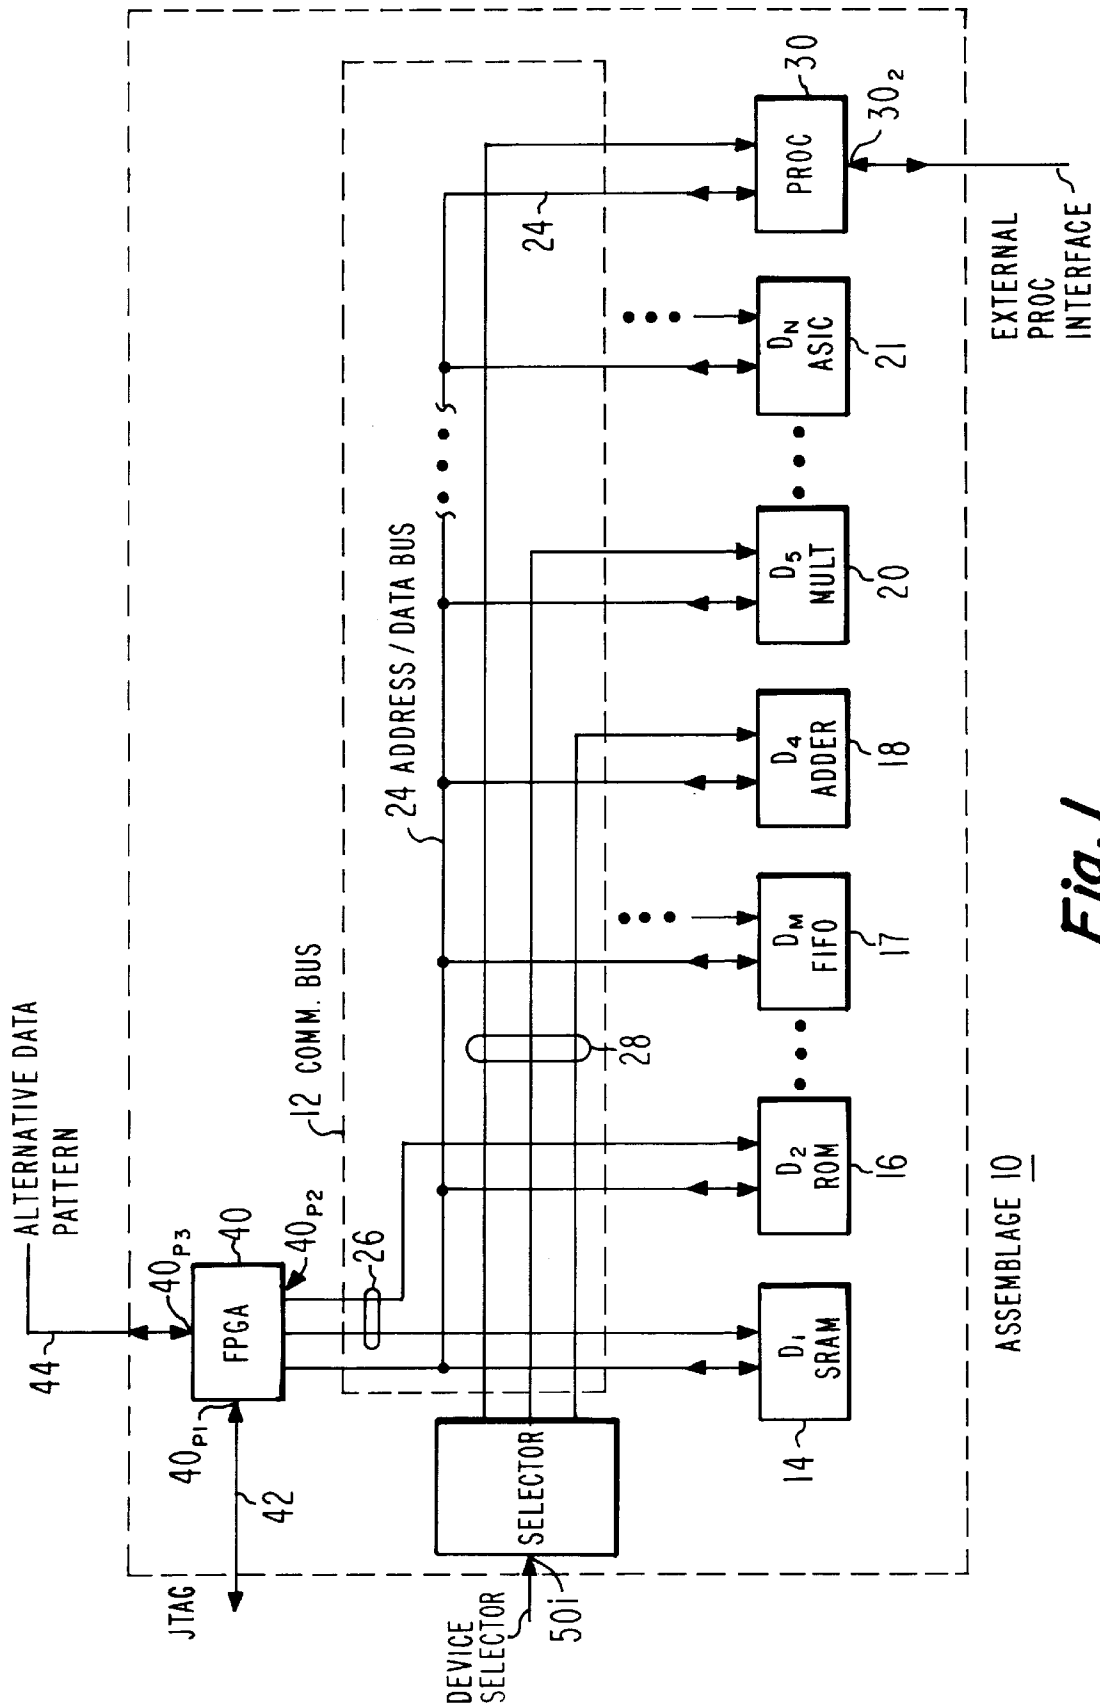 ALTERNATIVE DATA
PATTERN
44
40P3
FPGA
40
40P1
40P2
42
JTAG
26
12 COMM. BUS
24 ADDRESS / DATA BUS
24
28
SELECTOR
DEVICE
SELECTOR
50i
D1
SRAM
14
D2
ROM
16
DM
FIFO
17
D4
ADDER
18
D5
MULT
20
DN
ASIC
21
PROC
30
302
EXTERNAL
PROC
INTERFACE
ASSEMBLAGE 10
Fig. 1